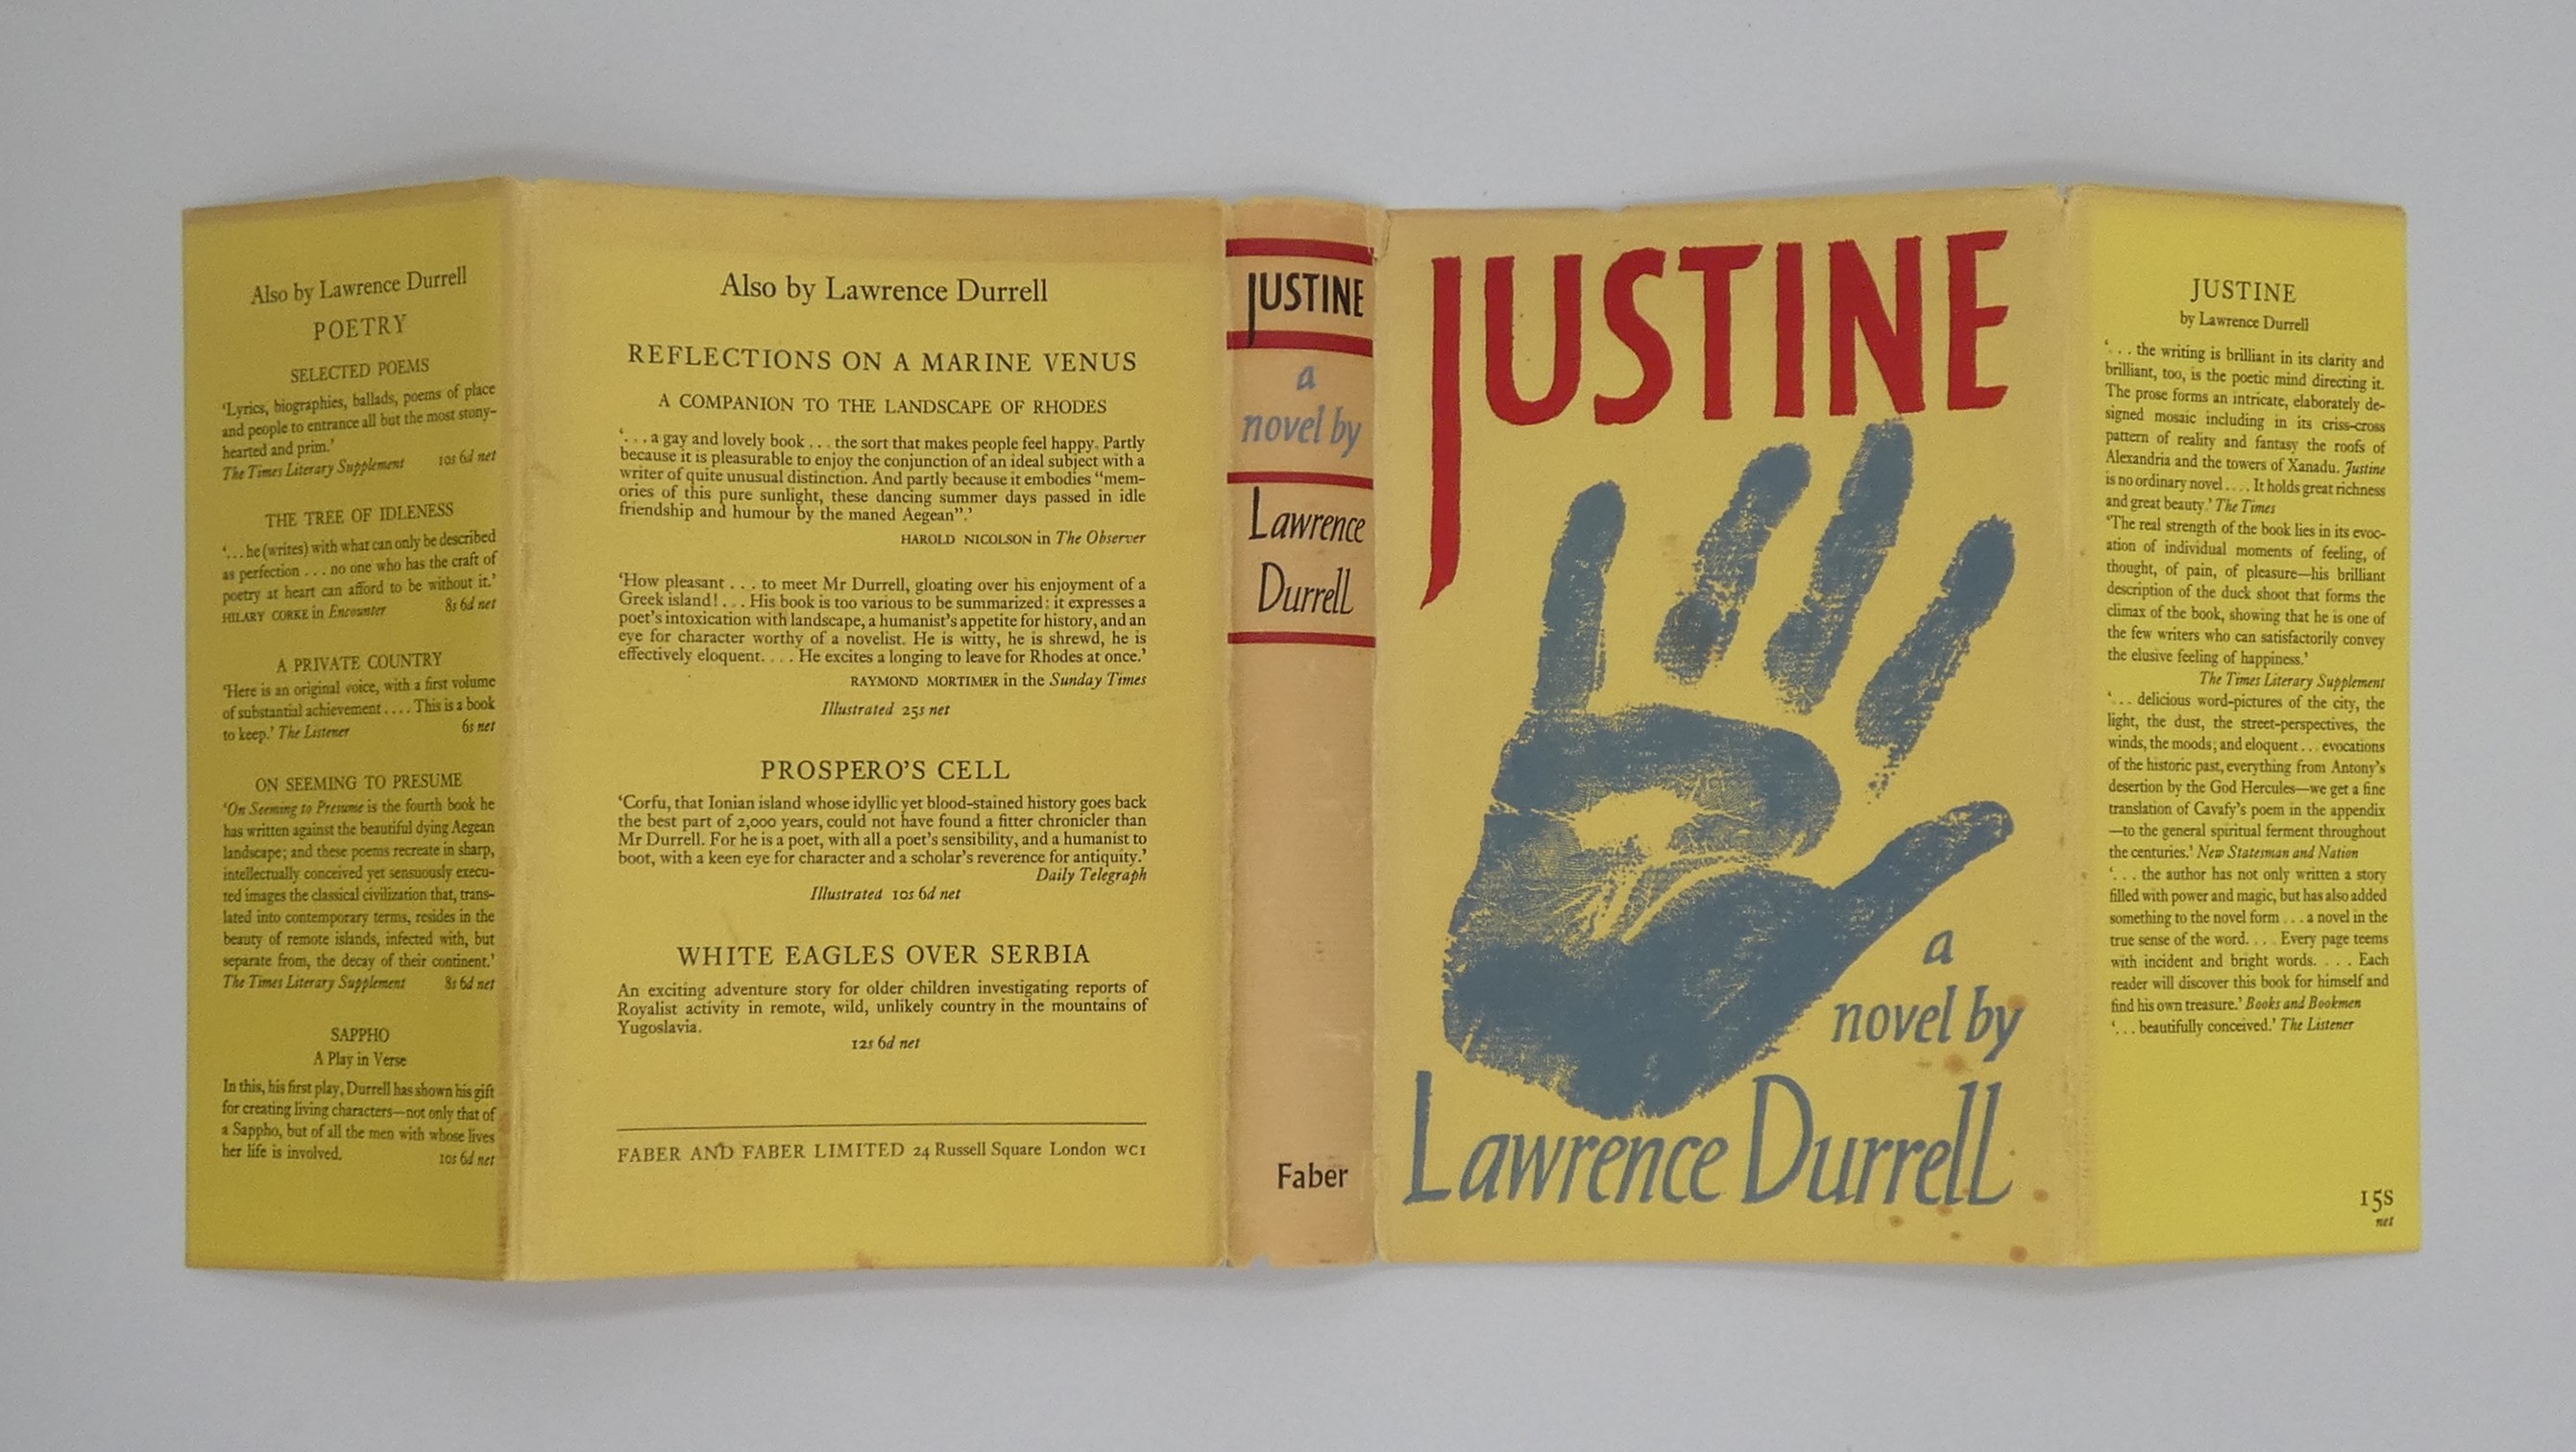 Also by Lawrence Durrell
POETRY
SELECTED POEMS
‘Lyrics, biographies, ballads, poems of place
and people to entrance all but the most stony-
hearted and prim.’
The Times Literary Supplement 10s 6d net
THE TREE OF IDLENESS
‘. . . he (writes) with what can only be described
as perfection . . . no one who has the craft of
poetry at heart can afford to be without it.’
HILARY CORKE in Encounter 8s 6d net
A PRIVATE COUNTRY
‘Here is an original voice, with a first volume
of substantial achievement . . . . This is a book
to keep.’ The Listener 6s net
ON SEEMING TO PRESUME
‘On Seeming to Presume is the fourth book he
has written against the beautiful dying Aegean
landscape; and these poems recreate in sharp,
intellectually conceived yet sensuously execu-
ted images the classical civilization that, trans-
lated into contemporary terms, resides in the
beauty of remote islands, infected with, but
separate from, the decay of their continent.’
The Times Literary Supplement 8s 6d net
SAPPHO
A Play in Verse
In this, his first play, Durrell has shown his gift
for creating living characters—not only that of
a Sappho, but of all the men with whose lives
her life is involved. 10s 6d net
Also by Lawrence Durrell
REFLECTIONS ON A MARINE VENUS
A COMPANION TO THE LANDSCAPE OF RHODES
‘. . . a gay and lovely book . . . the sort that makes people feel happy. Partly
because it is pleasurable to enjoy the conjunction of an ideal subject with a
writer of quite unusual distinction. And partly because it embodies “mem-
ories of this pure sunlight, these dancing summer days passed in idle
friendship and humour by the maned Aegean”.’
HAROLD NICOLSON in The Observer
‘How pleasant . . . to meet Mr Durrell, gloating over his enjoyment of a
Greek island! . . . His book is too various to be summarized: it expresses a
poet’s intoxication with landscape, a humanist’s appetite for history, and an
eye for character worthy of a novelist. He is witty, he is shrewd, he is
effectively eloquent. . . . He excites a longing to leave for Rhodes at once.’
RAYMOND MORTIMER in the Sunday Times
Illustrated 25s net
PROSPERO’S CELL
‘Corfu, that Ionian island whose idyllic yet blood-stained history goes back
the best part of 2,000 years, could not have found a fitter chronicler than
Mr Durrell. For he is a poet, with all a poet’s sensibility, and a humanist to
boot, with a keen eye for character and a scholar’s reverence for antiquity.’
Daily Telegraph
Illustrated 10s 6d net
WHITE EAGLES OVER SERBIA
An exciting adventure story for older children investigating reports of
Royalist activity in remote, wild, unlikely country in the mountains of
Yugoslavia.
12s 6d net
FABER AND FABER LIMITED 24 Russell Square London WC1
JUSTINE
a
novel by
Lawrence
Durrell
Faber
JUSTINE
a
novel by
Lawrence Durrell
JUSTINE
by Lawrence Durrell
‘. . . the writing is brilliant in its clarity and
brilliant, too, is the poetic mind directing it.
The prose forms an intricate, elaborately de-
signed mosaic including in its criss-cross
pattern of reality and fantasy the roofs of
Alexandria and the towers of Xanadu. Justine
is no ordinary novel . . . . It holds great richness
and great beauty.’ The Times
‘The real strength of the book lies in its evoc-
ation of individual moments of feeling, of
thought, of pain, of pleasure—his brilliant
description of the duck shoot that forms the
climax of the book, showing that he is one of
the few writers who can satisfactorily convey
the elusive feeling of happiness.’
The Times Literary Supplement
‘. . . delicious word-pictures of the city, the
light, the dust, the street-perspectives, the
winds, the moods; and eloquent . . . evocations
of the historic past, everything from Antony’s
desertion by the God Hercules—we get a fine
translation of Cavafy’s poem in the appendix
—to the general spiritual ferment throughout
the centuries.’ New Statesman and Nation
‘. . . the author has not only written a story
filled with power and magic, but has also added
something to the novel form . . . a novel in the
true sense of the word. . . . Every page teems
with incident and bright words. . . . Each
reader will discover this book for himself and
find his own treasure.’ Books and Bookmen
‘. . . beautifully conceived.’ The Listener
15s
net